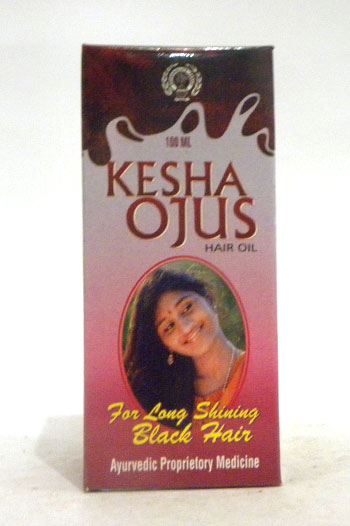 100 ML
KESHA
OJUS
HAIR OIL
For Long Shining
Black Hair
Ayurvedic Proprietory Medicine